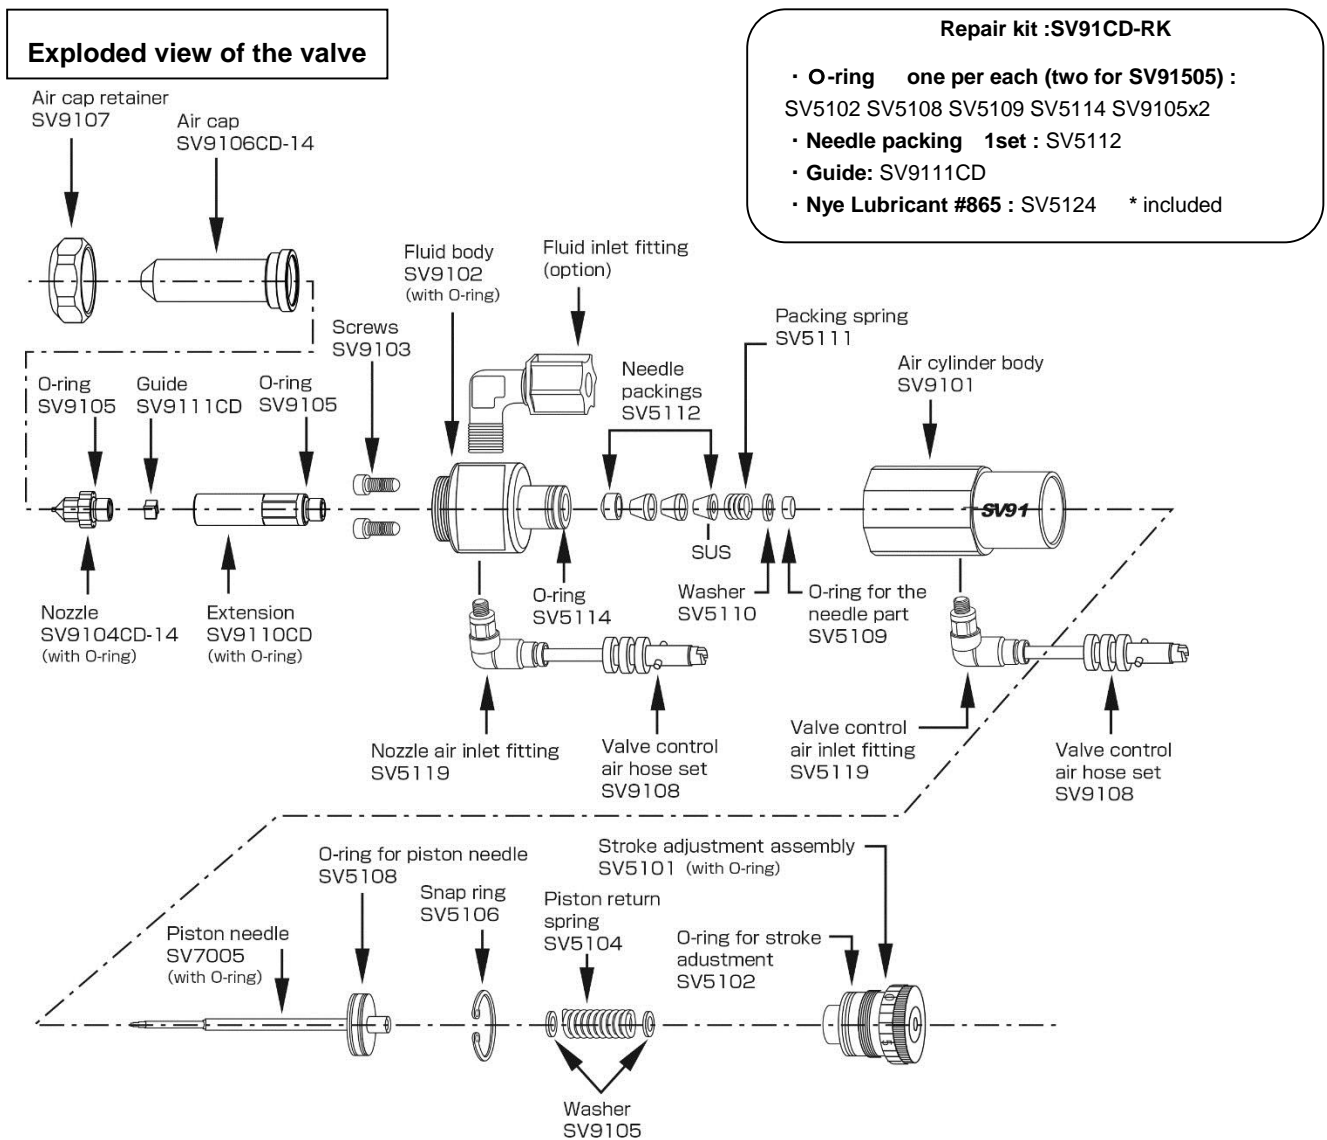 Exploded view of the valve
Repair kit :SV91CD-RK
・O-ring one per each (two for SV91505) :
SV5102 SV5108 SV5109 SV5114 SV9105x2
・Needle packing 1set : SV5112
・Guide: SV9111CD
・Nye Lubricant #865 : SV5124 * included
Air cap retainer
SV9107
Air cap
SV9106CD-14
Fluid body
SV9102
(with O-ring)
Fluid inlet fitting
(option)
Screws
SV9103
Packing spring
SV5111
Needle
packings
SV5112
Air cylinder body
SV9101
O-ring
SV9105
Guide
SV9111CD
O-ring
SV9105
SV91
SUS
Nozzle
SV9104CD-14
(with O-ring)
Extension
SV9110CD
(with O-ring)
O-ring
SV5114
Washer
SV5110
O-ring for the
needle part
SV5109
Nozzle air inlet fitting
SV5119
Valve control
air hose set
SV9108
Valve control
air inlet fitting
SV5119
Valve control
air hose set
SV9108
O-ring for piston needle
SV5108
Stroke adjustment assembly
SV5101 (with O-ring)
Snap ring
SV5106
Piston return
spring
SV5104
Piston needle
SV7005
(with O-ring)
O-ring for stroke
adustment
SV5102
0
5
Washer
SV9105